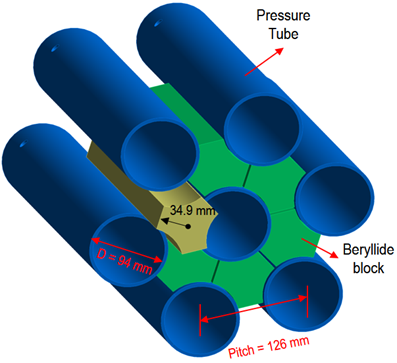 Pressure
Tube
34.9 mm
D = 94 mm
Beryllide
block
Pitch = 126 mm